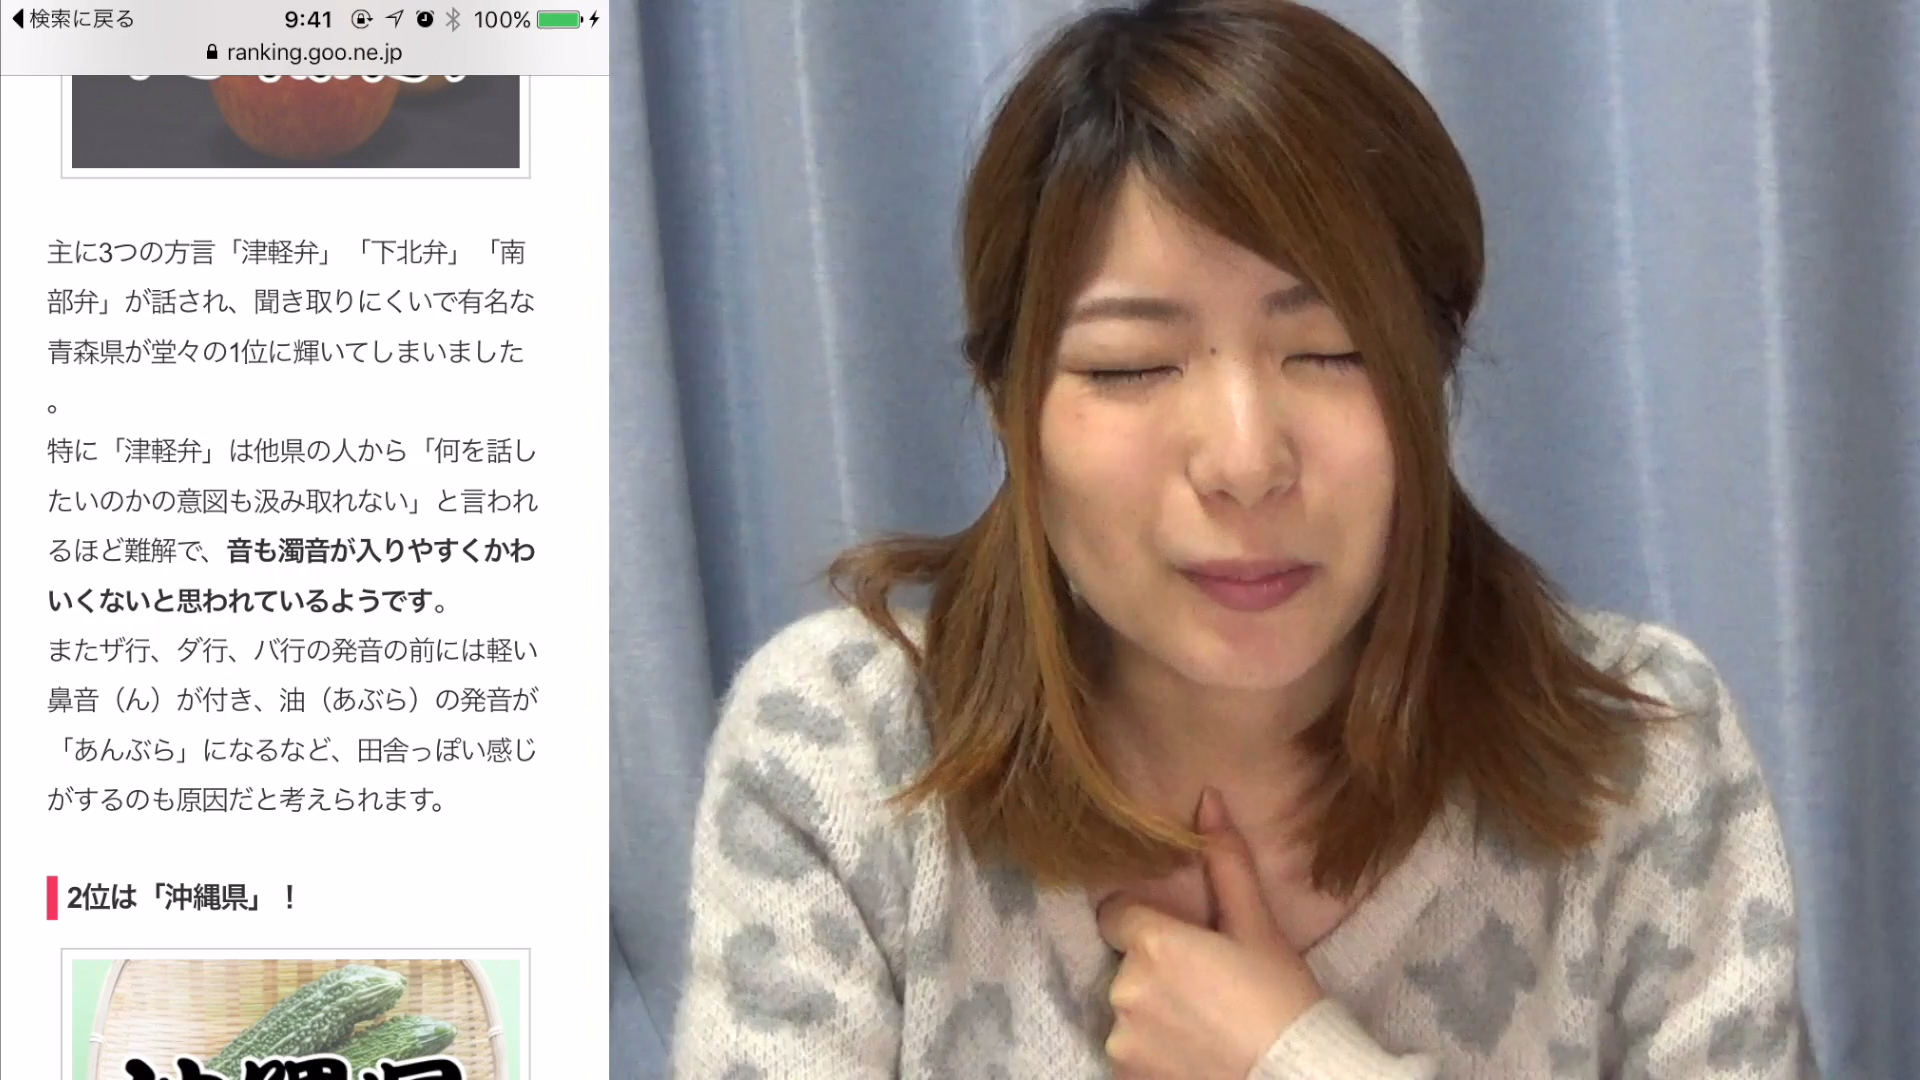 検索に戻る 9:41 100%
ranking.goo.ne.jp
主に3つの方言「津軽弁」「下北弁」「南
部弁」が話され、聞き取りにくいで有名な
青森県が堂々の1位に輝いてしまいました
。
特に「津軽弁」は他県の人から「何を話し
たいのかの意図も汲み取れない」と言われ
るほど難解で、音も濁音が入りやすくかわ
いくないと思われているようです。
またザ行、ダ行、バ行の発音の前には軽い
鼻音（ん）が付き、油（あぶら）の発音が
「あんぶら」になるなど、田舎っぽい感じ
がするのも原因だと考えられます。
2位は「沖縄県」！
沖縄県